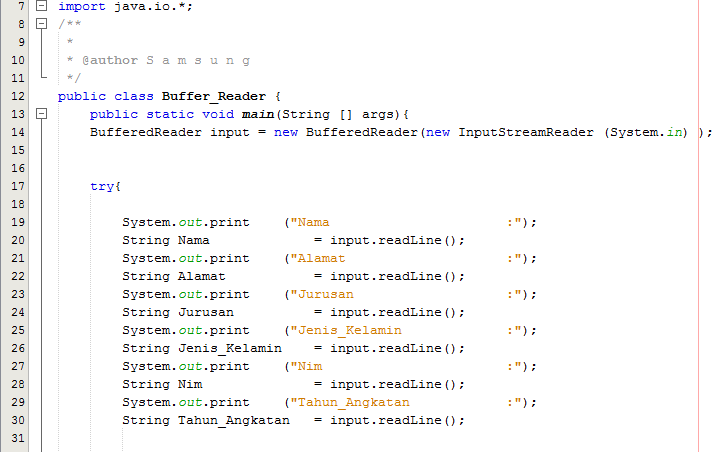 7 import java.io.*;
8 /**
9 *
10 * @author S a m s u n g
11 */
12 public class Buffer_Reader {
13 public static void main(String [] args){
14 BufferedReader input = new BufferedReader(new InputStreamReader (System.in) );
15
16
17 try{
18
19 System.out.print ("Nama :");
20 String Nama = input.readLine();
21 System.out.print ("Alamat :");
22 String Alamat = input.readLine();
23 System.out.print ("Jurusan :");
24 String Jurusan = input.readLine();
25 System.out.print ("Jenis_Kelamin :");
26 String Jenis_Kelamin = input.readLine();
27 System.out.print ("Nim :");
28 String Nim = input.readLine();
29 System.out.print ("Tahun_Angkatan :");
30 String Tahun_Angkatan = input.readLine();
31